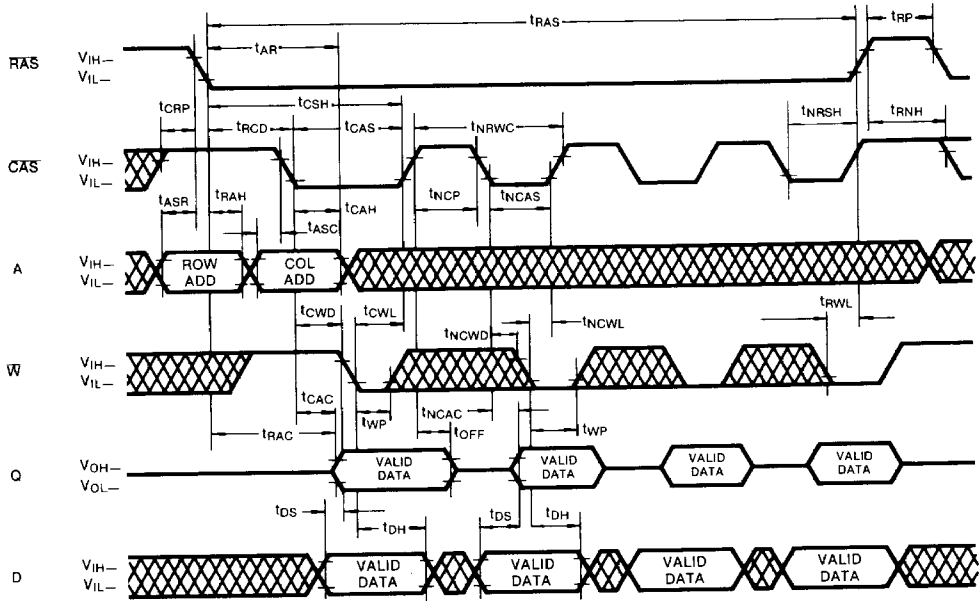 tRAS
tRP
tAR
RAS
VIH—
VIL—
tCRP
tCSH
tRCD
tCAS
tNRWC
tNRSH
tRNH
CAS
VIH—
VIL—
tASR
tRAH
tCAH
tASC
tNCP
tNCAS
A
VIH—
VIL—
ROW ADD
COL ADD
tCWD
tCWL
tNCWD
tNCWL
tRWL
W
VIH—
VIL—
tCAC
tRAC
tWP
tNCAC
tOFF
tWP
Q
VOH—
VOL—
VALID DATA
VALID DATA
VALID DATA
VALID DATA
tDS
tDH
tDS
tDH
D
VIH—
VIL—
VALID DATA
VALID DATA
VALID DATA
VALID DATA